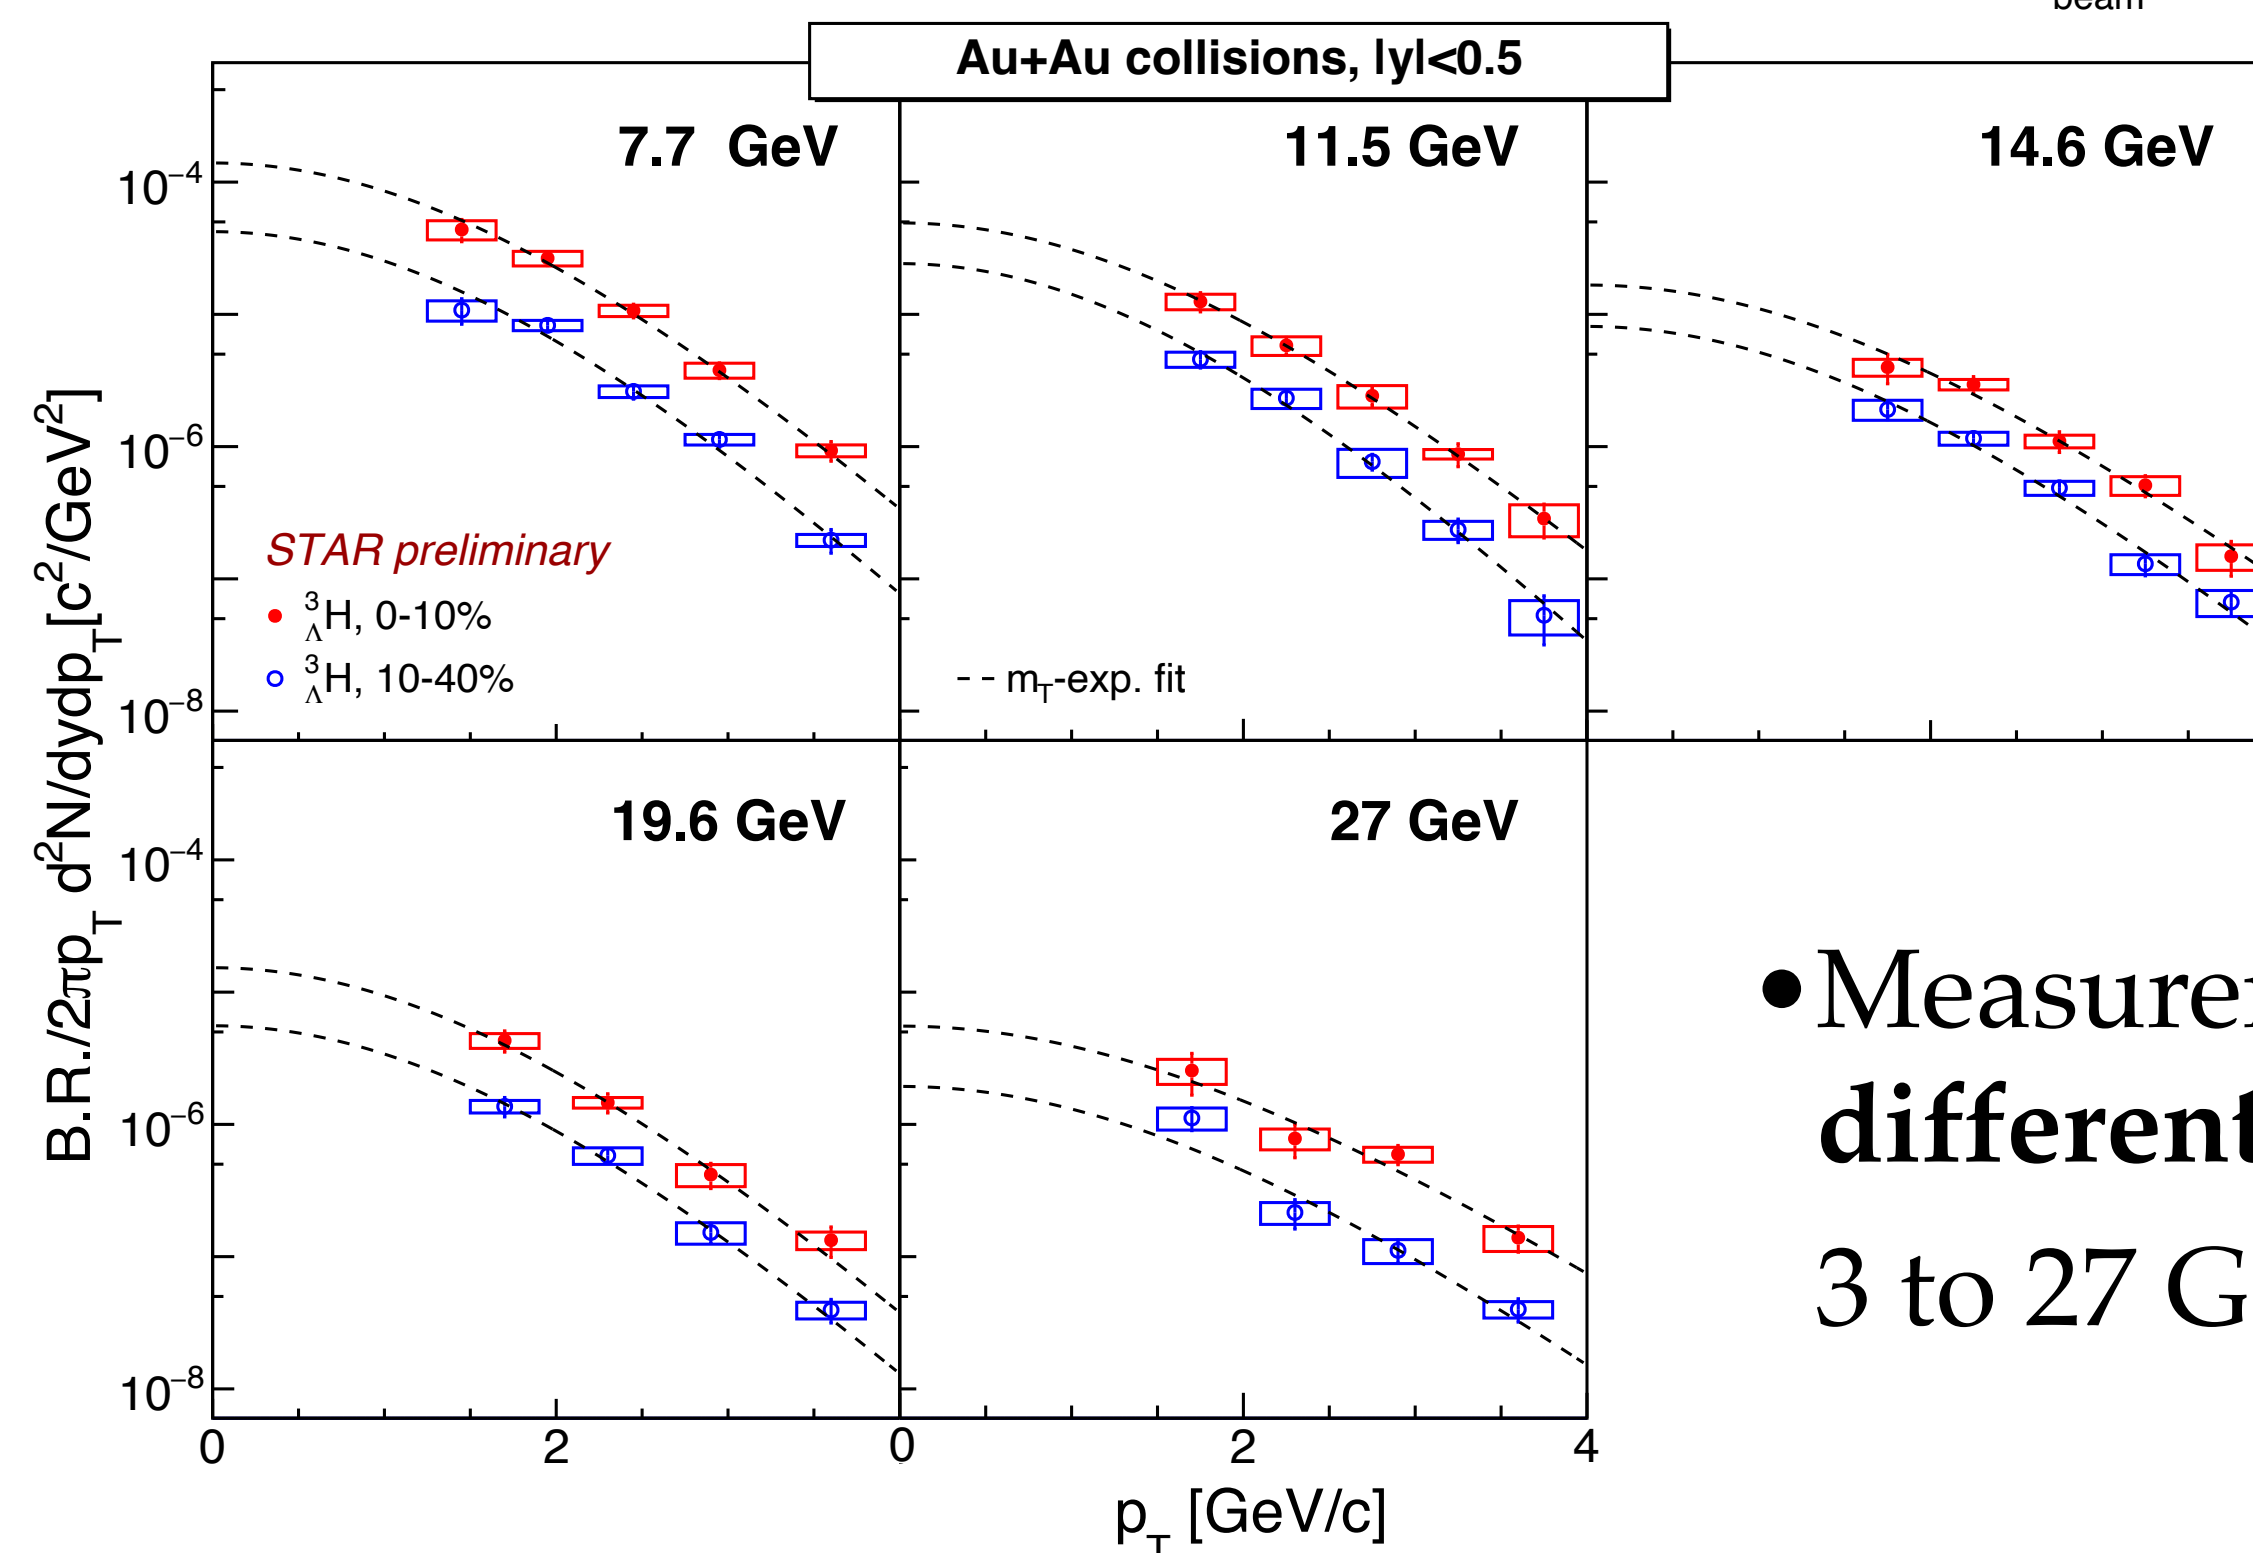 beam
Au+Au collisions, |y|<0.5
7.7 GeV
11.5 GeV
14.6 GeV
10⁻⁴
10⁻⁶
10⁻⁸
STAR preliminary
³ΛH, 0-10%
³ΛH, 10-40%
-- m_T-exp. fit
B.R./2πp_T d²N/dydp_T[c²/GeV²]
19.6 GeV
27 GeV
10⁻⁴
10⁻⁶
10⁻⁸
0
2
0
2
4
p_T [GeV/c]
•Measure
different
3 to 27 G